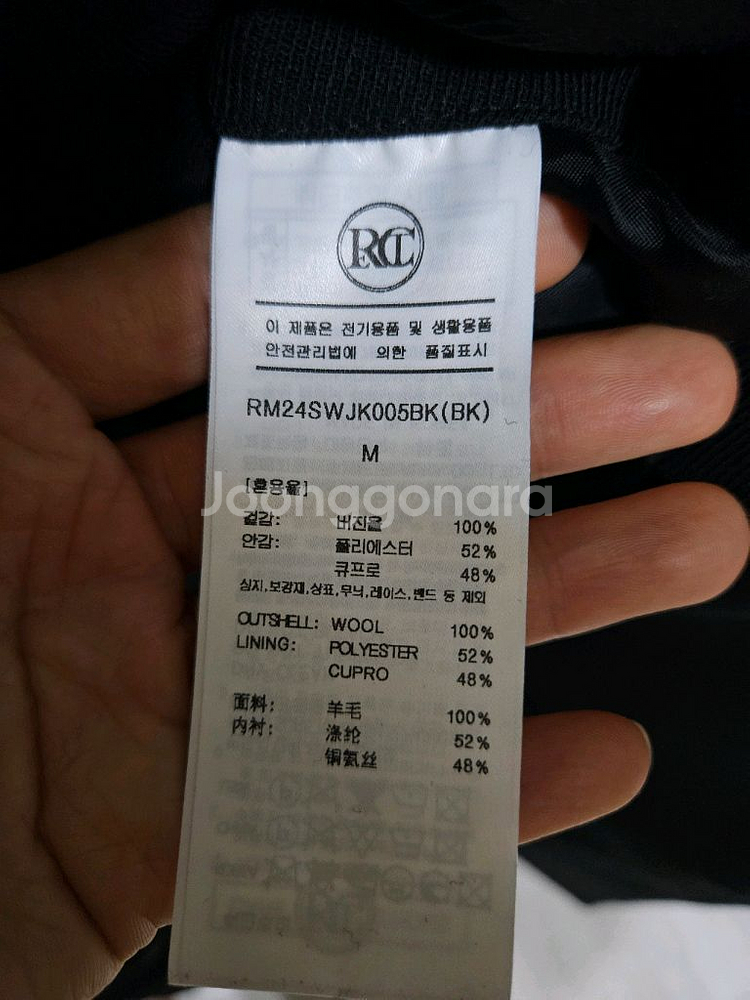 RCT
이 제품은 전기용품 및 생활용품
안전관리법에 의한 품질표시
RM24SWJK005BK(BK)
M
[혼용율]
Joonggonara
겉감: 버진울 100%
안감: 폴리에스터 52%
큐프로 48%
심지,보강재,상표,무늬,레이스,밴드 등 제외
OUTSHELL: WOOL 100%
LINING: POLYESTER 52%
CUPRO 48%
面料: 羊毛 100%
内衬: 涤纶 52%
铜氨丝 48%